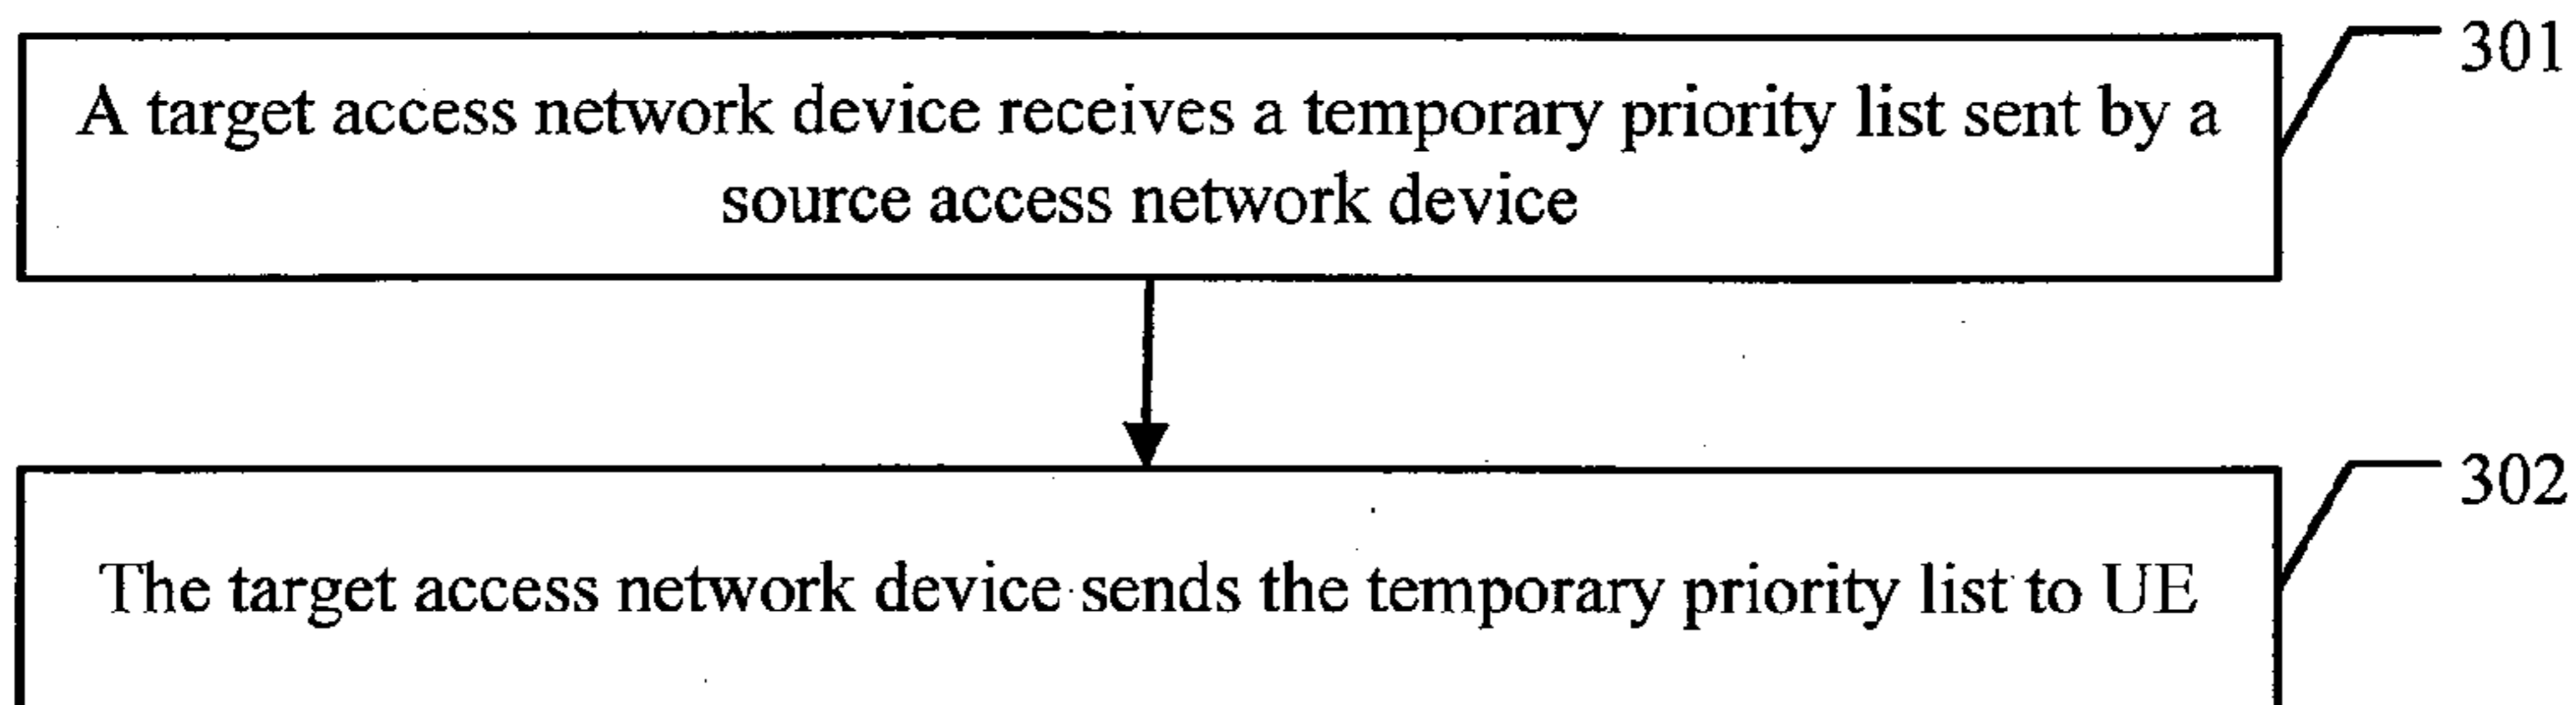 301
A target access network device receives a temporary priority list sent by a
source access network device
302
The target access network device sends the temporary priority list to UE